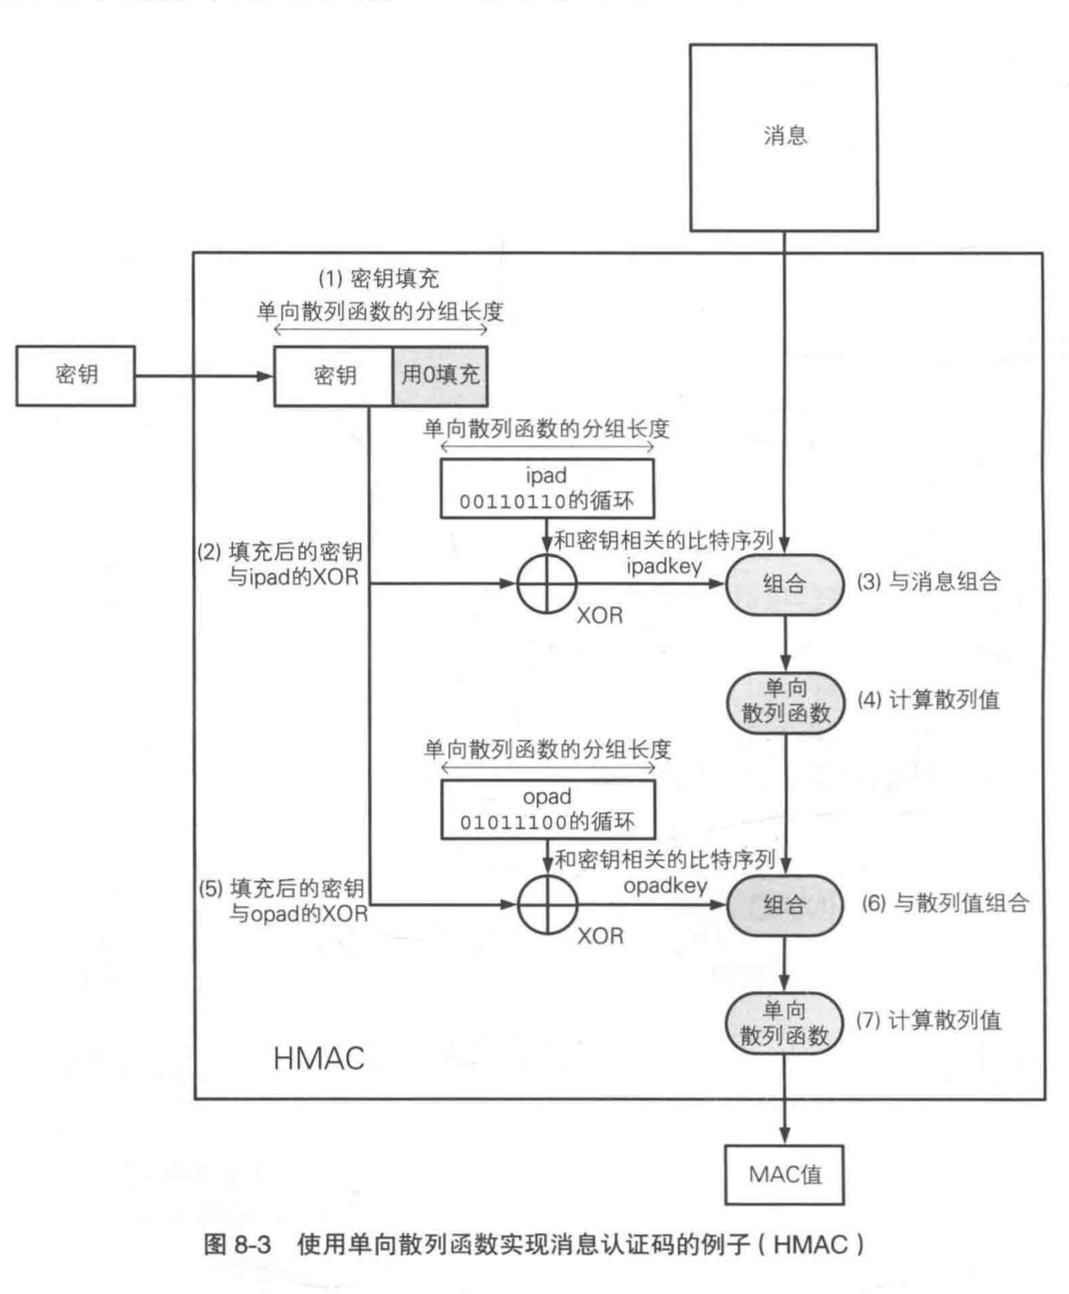 消息
(1) 密钥填充
单向散列函数的分组长度
密钥
密钥
用0填充
单向散列函数的分组长度
ipad
00110110的循环
(2) 填充后的密钥
与ipad的XOR
和密钥相关的比特序列
ipadkey
XOR
组合
(3) 与消息组合
单向
散列函数
(4) 计算散列值
单向散列函数的分组长度
opad
01011100的循环
(5) 填充后的密钥
与opad的XOR
和密钥相关的比特序列
opadkey
XOR
组合
(6) 与散列值组合
单向
散列函数
(7) 计算散列值
HMAC
MAC值
图 8-3 使用单向散列函数实现消息认证码的例子（HMAC）